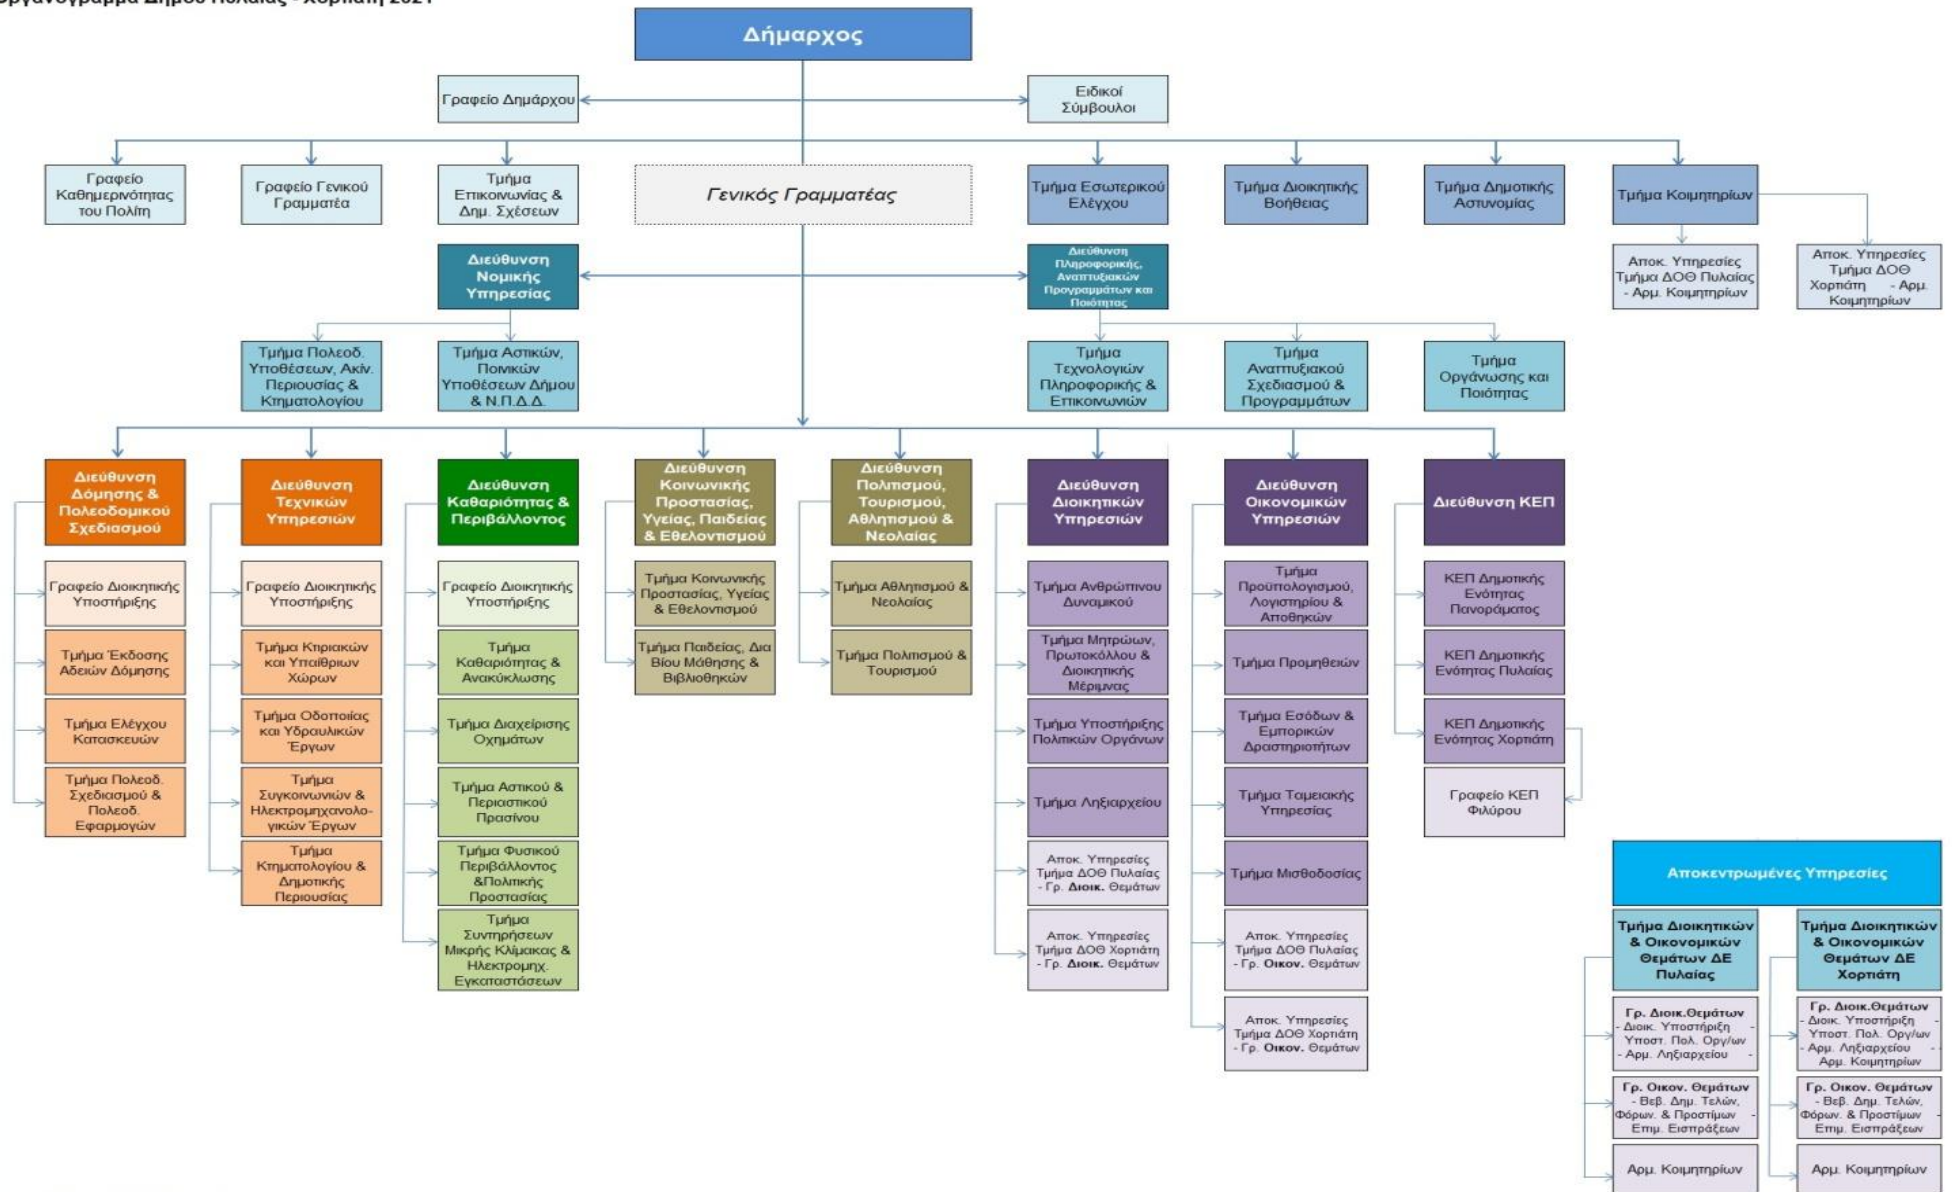 Οργανόγραμμα Δήμου Πυλαίας - Χορτιάτη 2024
Δήμαρχος
Γραφείο Δημάρχου
Ειδικοί
Σύμβουλοι
Γραφείο
Καθημερινότητας
του Πολίτη
Γραφείο Γενικού
Γραμματέα
Τμήμα
Επικοινωνίας &
Δημ. Σχέσεων
Γενικός Γραμματέας
Τμήμα Εσωτερικού
Ελέγχου
Τμήμα Διοικητικής
Βοήθειας
Τμήμα Δημοτικής
Αστυνομίας
Τμήμα Κοιμητηρίων
Διεύθυνση
Νομικής
Υπηρεσίας
Διεύθυνση
Πληροφορικής,
Αναπτυξιακών
Προγραμμάτων και
Ποιότητας
Αποκ. Υπηρεσίες
Τμήμα ΔΟΘ Πυλαίας
- Αρμ. Κοιμητηρίων
Αποκ. Υπηρεσίες
Τμήμα ΔΟΘ
Χορτιάτη - Αρμ.
Κοιμητηρίων
Τμήμα Πολεοδ.
Υποθέσεων, Ακίν.
Περιουσίας &
Κτηματολογίου
Τμήμα Αστικών,
Ποινικών
Υποθέσεων Δήμου
& Ν.Π.Δ.Δ.
Τμήμα
Τεχνολογιών
Πληροφορικής &
Επικοινωνιών
Τμήμα
Αναπτυξιακού
Σχεδιασμού &
Προγραμμάτων
Τμήμα
Οργάνωσης και
Ποιότητας
Διεύθυνση
Δόμησης &
Πολεοδομικού
Σχεδιασμού
Διεύθυνση
Τεχνικών
Υπηρεσιών
Διεύθυνση
Καθαριότητας &
Περιβάλλοντος
Διεύθυνση
Κοινωνικής
Προστασίας,
Υγείας, Παιδείας
& Εθελοντισμού
Διεύθυνση
Πολιτισμού,
Τουρισμού,
Αθλητισμού &
Νεολαίας
Διεύθυνση
Διοικητικών
Υπηρεσιών
Διεύθυνση
Οικονομικών
Υπηρεσιών
Διεύθυνση ΚΕΠ
Γραφείο Διοικητικής
Υποστήριξης
Τμήμα Έκδοσης
Αδειών Δόμησης
Τμήμα Ελέγχου
Κατασκευών
Τμήμα Πολεοδ.
Σχεδιασμού &
Πολεοδ.
Εφαρμογών
Γραφείο Διοικητικής
Υποστήριξης
Τμήμα Κτιριακών
και Υπαίθριων
Χώρων
Τμήμα Οδοποιίας
και Υδραυλικών
Έργων
Τμήμα
Συγκοινωνιών &
Ηλεκτρομηχανολο-
γικών Έργων
Τμήμα
Κτηματολογίου &
Δημοτικής
Περιουσίας
Γραφείο Διοικητικής
Υποστήριξης
Τμήμα
Καθαριότητας &
Ανακύκλωσης
Τμήμα Διαχείρισης
Οχημάτων
Τμήμα Αστικού &
Περιαστικού
Πρασίνου
Τμήμα Φυσικού
Περιβάλλοντος
&Πολιτικής
Προστασίας
Τμήμα
Συντηρήσεων
Μικρής Κλίμακας &
Ηλεκτρομηχ.
Εγκαταστάσεων
Τμήμα Κοινωνικής
Προστασίας, Υγείας
& Εθελοντισμού
Τμήμα Παιδείας, Δια
Βίου Μάθησης &
Βιβλιοθηκών
Τμήμα Αθλητισμού &
Νεολαίας
Τμήμα Πολιτισμού &
Τουρισμού
Τμήμα Ανθρώπινου
Δυναμικού
Τμήμα Μητρώων,
Πρωτοκόλλου &
Διοικητικής
Μέριμνας
Τμήμα Υποστήριξης
Πολιτικών Οργάνων
Τμήμα Ληξιαρχείου
Αποκ. Υπηρεσίες
Τμήμα ΔΟΘ Πυλαίας
- Γρ. Διοικ. Θεμάτων
Αποκ. Υπηρεσίες
Τμήμα ΔΟΘ Χορτιάτη
- Γρ. Διοικ. Θεμάτων
Τμήμα
Προϋπολογισμού,
Λογιστηρίου &
Αποθηκών
Τμήμα Προμηθειών
Τμήμα Εσόδων &
Εμπορικών
Δραστηριοτήτων
Τμήμα Ταμειακής
Υπηρεσίας
Τμήμα Μισθοδοσίας
Αποκ. Υπηρεσίες
Τμήμα ΔΟΘ Πυλαίας
- Γρ. Οικον. Θεμάτων
Αποκ. Υπηρεσίες
Τμήμα ΔΟΘ Χορτιάτη
- Γρ. Οικον. Θεμάτων
ΚΕΠ Δημοτικής
Ενότητας
Πανοράματος
ΚΕΠ Δημοτικής
Ενότητας Πυλαίας
ΚΕΠ Δημοτικής
Ενότητας Χορτιάτη
Γραφείο ΚΕΠ
Φιλύρου
Αποκεντρωμένες Υπηρεσίες
Τμήμα Διοικητικών
& Οικονομικών
Θεμάτων ΔΕ
Πυλαίας
Γρ. Διοικ.Θεμάτων
- Διοικ. Υποστήριξη -
Υποστ. Πολ. Οργ/ων
- Αρμ. Ληξιαρχείου -
Γρ. Οικον. Θεμάτων
- Βεβ. Δημ. Τελών,
Φόρων. & Προστίμων -
Επιμ. Εισπράξεων
Αρμ. Κοιμητηρίων
Τμήμα Διοικητικών
& Οικονομικών
Θεμάτων ΔΕ
Χορτιάτη
Γρ. Διοικ.Θεμάτων
- Διοικ. Υποστήριξη -
Υποστ. Πολ. Οργ/ων
- Αρμ. Ληξιαρχείου - -
Αρμ. Κοιμητηρίων
Γρ. Οικον. Θεμάτων
- Βεβ. Δημ. Τελών,
Φόρων. & Προστίμων -
Επιμ. Εισπράξεων
Αρμ. Κοιμητηρίων